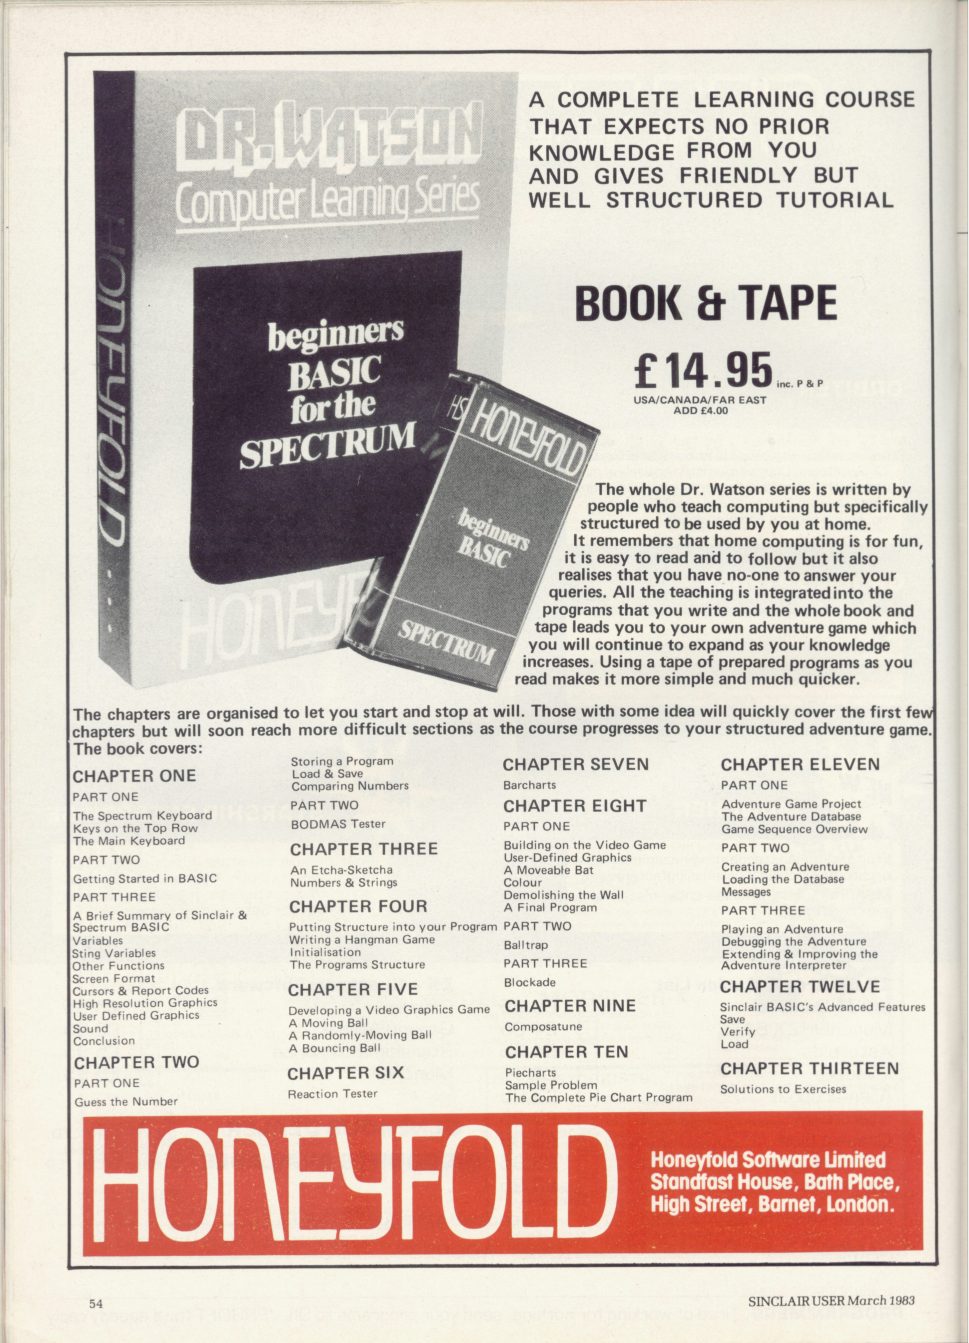 DR. WATSON
Computer Learning Series
HONEYFOLD
beginners
BASIC
for the
SPECTRUM
HS HONEYFOLD
beginners
BASIC
SPECTRUM
A COMPLETE LEARNING COURSE
THAT EXPECTS NO PRIOR
KNOWLEDGE FROM YOU
AND GIVES FRIENDLY BUT
WELL STRUCTURED TUTORIAL
BOOK & TAPE
£14.95 inc. P & P
USA/CANADA/FAR EAST
ADD £4.00
The whole Dr. Watson series is written by
people who teach computing but specifically
structured to be used by you at home.
It remembers that home computing is for fun,
it is easy to read and to follow but it also
realises that you have no-one to answer your
queries. All the teaching is integrated into the
programs that you write and the whole book and
tape leads you to your own adventure game which
you will continue to expand as your knowledge
increases. Using a tape of prepared programs as you
read makes it more simple and much quicker.
The chapters are organised to let you start and stop at will. Those with some idea will quickly cover the first few
chapters but will soon reach more difficult sections as the course progresses to your structured adventure game.
The book covers:
CHAPTER ONE
PART ONE
The Spectrum Keyboard
Keys on the Top Row
The Main Keyboard
PART TWO
Getting Started in BASIC
PART THREE
A Brief Summary of Sinclair &
Spectrum BASIC
Variables
Sting Variables
Other Functions
Screen Format
Cursors & Report Codes
High Resolution Graphics
User Defined Graphics
Sound
Conclusion
CHAPTER TWO
PART ONE
Guess the Number
Storing a Program
Load & Save
Comparing Numbers
PART TWO
BODMAS Tester
CHAPTER THREE
An Etcha-Sketcha
Numbers & Strings
CHAPTER FOUR
Putting Structure into your Program
Writing a Hangman Game
Initialisation
The Programs Structure
CHAPTER FIVE
Developing a Video Graphics Game
A Moving Ball
A Randomly-Moving Ball
A Bouncing Ball
CHAPTER SIX
Reaction Tester
CHAPTER SEVEN
Barcharts
CHAPTER EIGHT
PART ONE
Building on the Video Game
User-Defined Graphics
A Moveable Bat
Colour
Demolishing the Wall
A Final Program
PART TWO
Balltrap
PART THREE
Blockade
CHAPTER NINE
Composatune
CHAPTER TEN
Piecharts
Sample Problem
The Complete Pie Chart Program
CHAPTER ELEVEN
PART ONE
Adventure Game Project
The Adventure Database
Game Sequence Overview
PART TWO
Creating an Adventure
Loading the Database
Messages
PART THREE
Playing an Adventure
Debugging the Adventure
Extending & Improving the
Adventure Interpreter
CHAPTER TWELVE
Sinclair BASIC's Advanced Features
Save
Verify
Load
CHAPTER THIRTEEN
Solutions to Exercises
HONEYFOLD
Honeyfold Software Limited
Standfast House, Bath Place,
High Street, Barnet, London.
54
SINCLAIR USER March 1983